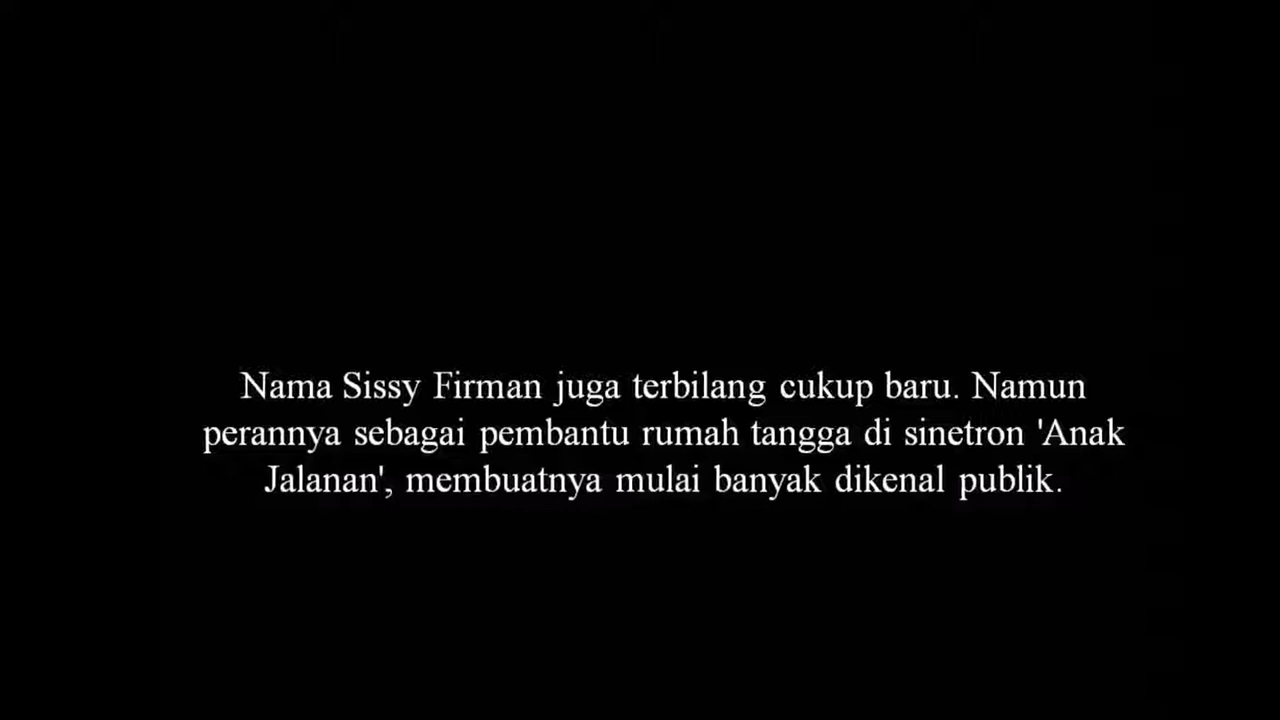 Nama Sissy Firman juga terbilang cukup baru. Namun
perannya sebagai pembantu rumah tangga di sinetron 'Anak
Jalanan', membuatnya mulai banyak dikenal publik.